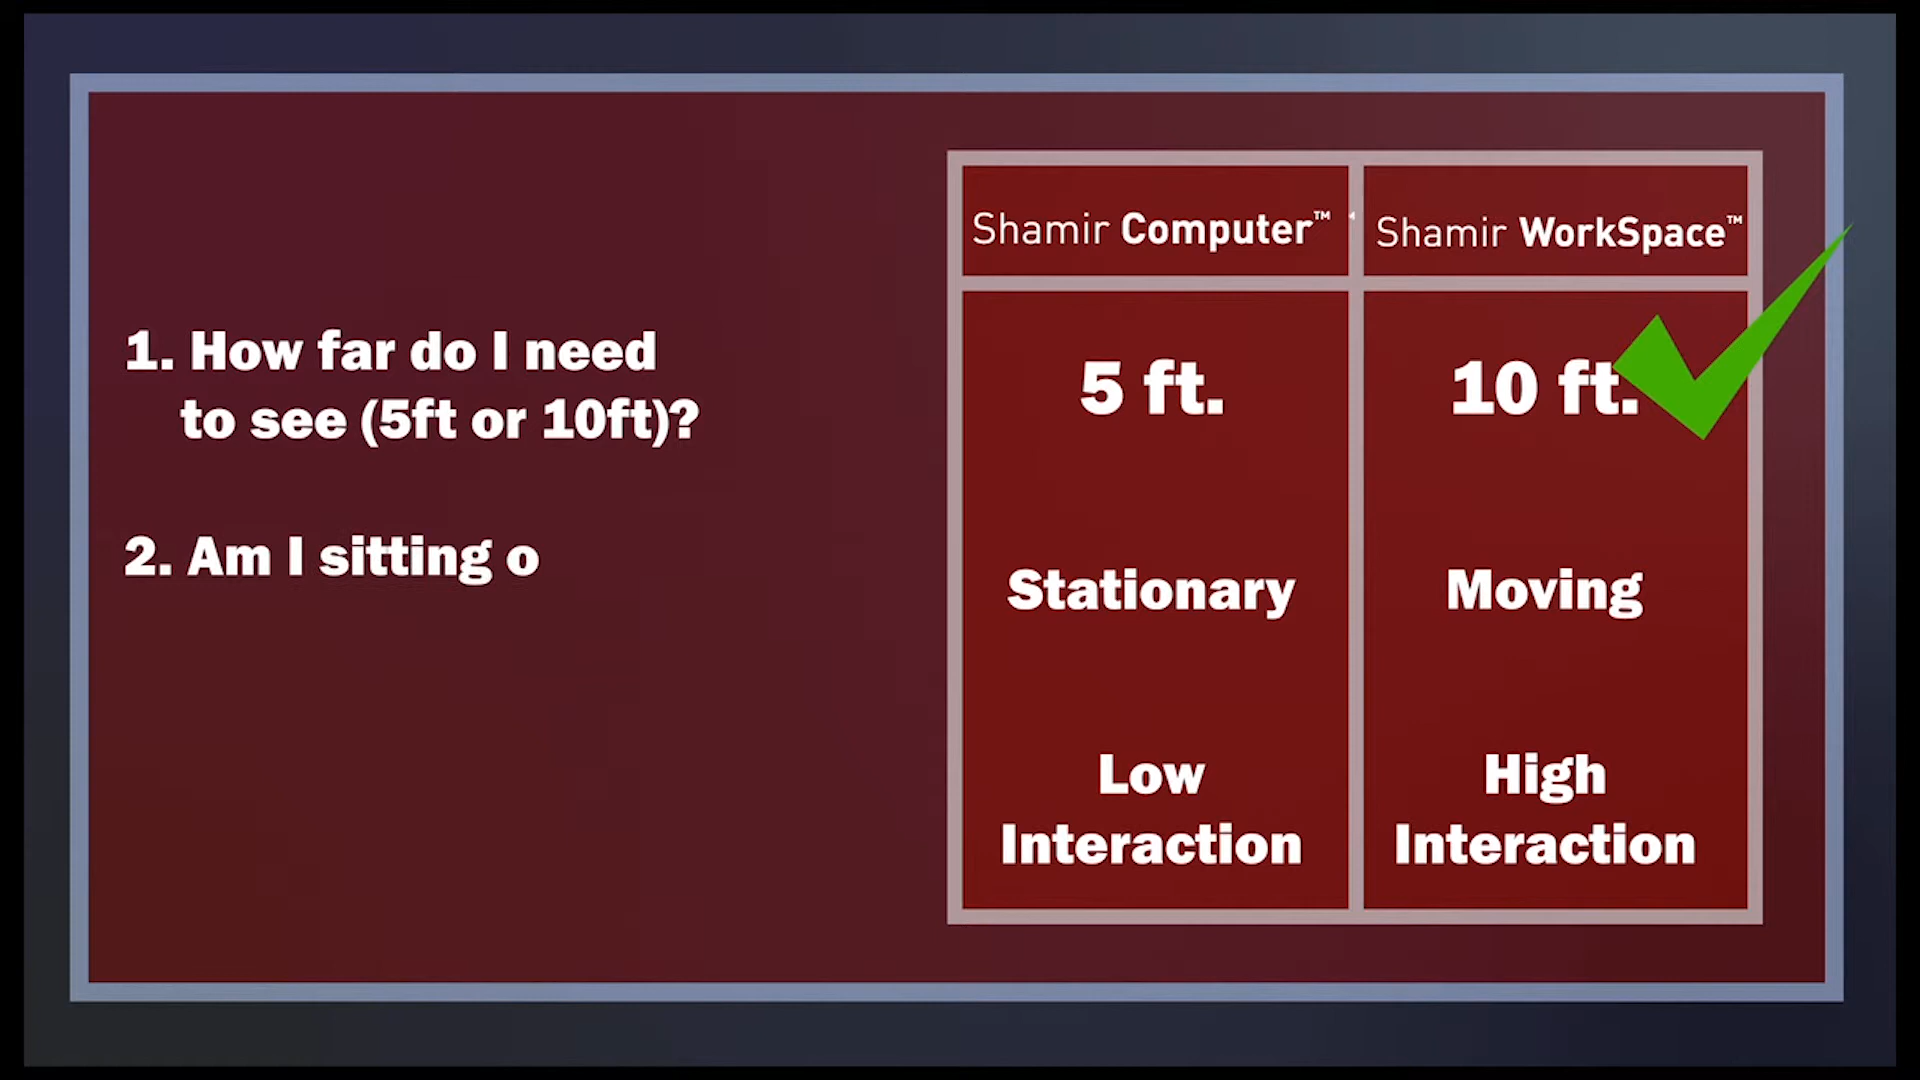 1. How far do I need
to see (5ft or 10ft)?
2. Am I sitting o
Shamir Computer™
Shamir WorkSpace™
5 ft.
10 ft.
Stationary
Moving
Low
Interaction
High
Interaction